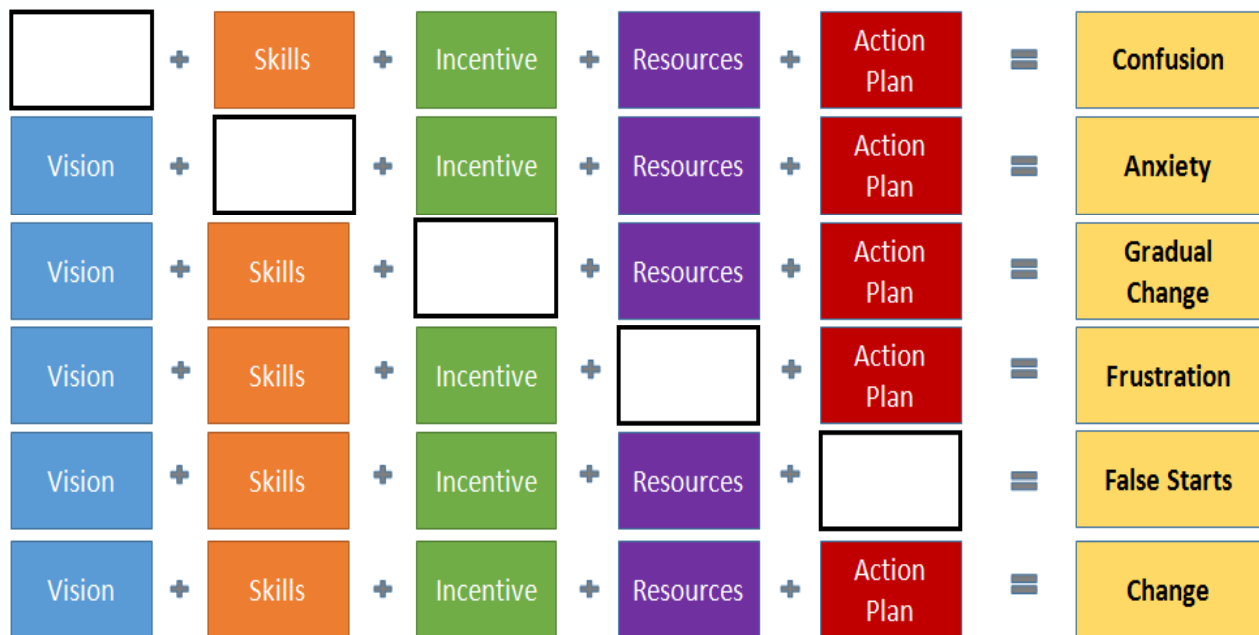 + Skills + Incentive + Resources + Action Plan = Confusion
Vision + + Incentive + Resources + Action Plan = Anxiety
Vision + Skills + + Resources + Action Plan = Gradual Change
Vision + Skills + Incentive + + Action Plan = Frustration
Vision + Skills + Incentive + Resources + = False Starts
Vision + Skills + Incentive + Resources + Action Plan = Change